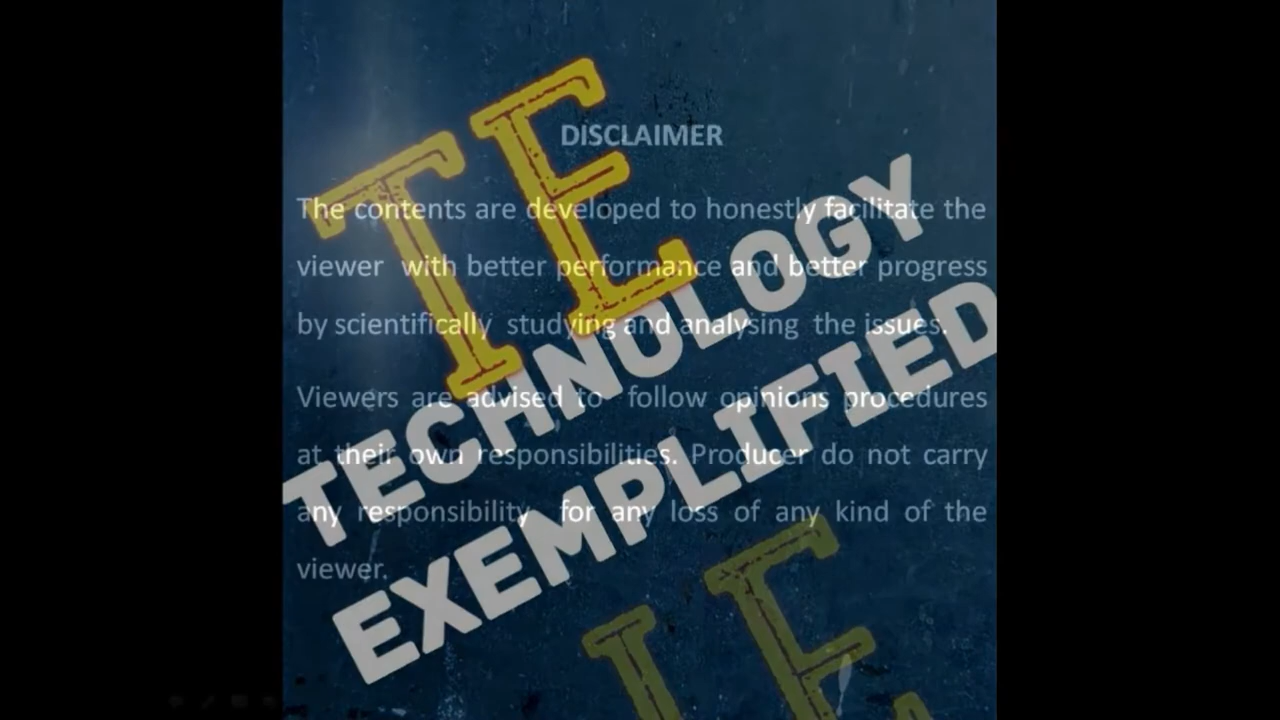 TE
TECHNOLOGY
EXEMPLIFIED
DISCLAIMER
The contents are developed to honestly facilitate the
viewer with better performance and better progress
by scientifically studying and analysing the issues.
Viewers are advised to follow opinions procedures
at their own responsibilities. Producer do not carry
any responsibility for any loss of any kind of the
viewer.
TE